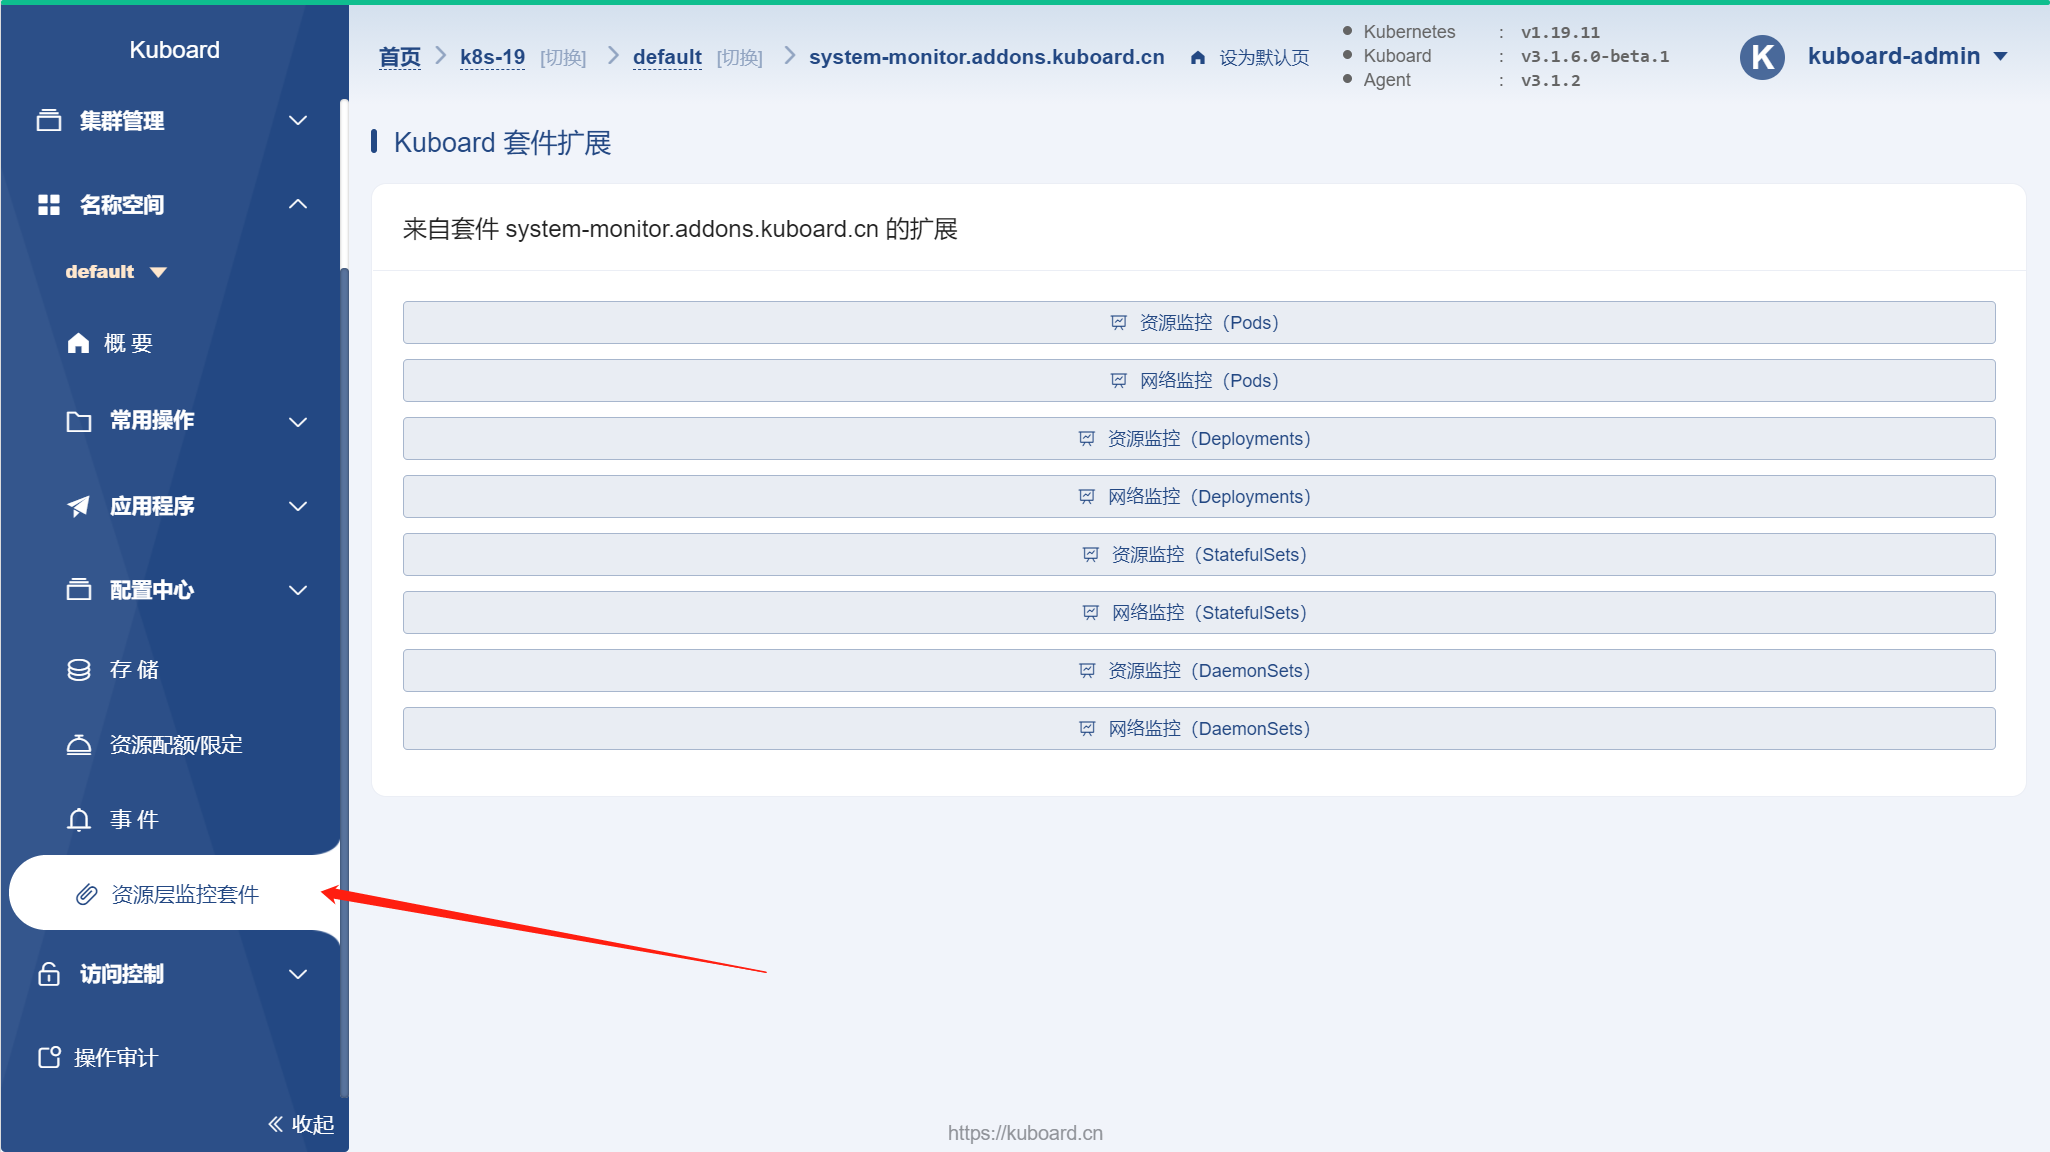 Kuboard
集群管理
名称空间
default
概 要
常用操作
应用程序
配置中心
存 储
资源配额/限定
事 件
资源层监控套件
访问控制
操作审计
收起
首页 k8s-19 [切换] default [切换] system-monitor.addons.kuboard.cn 设为默认页
Kubernetes : v1.19.11
Kuboard : v3.1.6.0-beta.1
Agent : v3.1.2
K kuboard-admin
Kuboard 套件扩展
来自套件 system-monitor.addons.kuboard.cn 的扩展
资源监控（Pods）
网络监控（Pods）
资源监控（Deployments）
网络监控（Deployments）
资源监控（StatefulSets）
网络监控（StatefulSets）
资源监控（DaemonSets）
网络监控（DaemonSets）
https://kuboard.cn